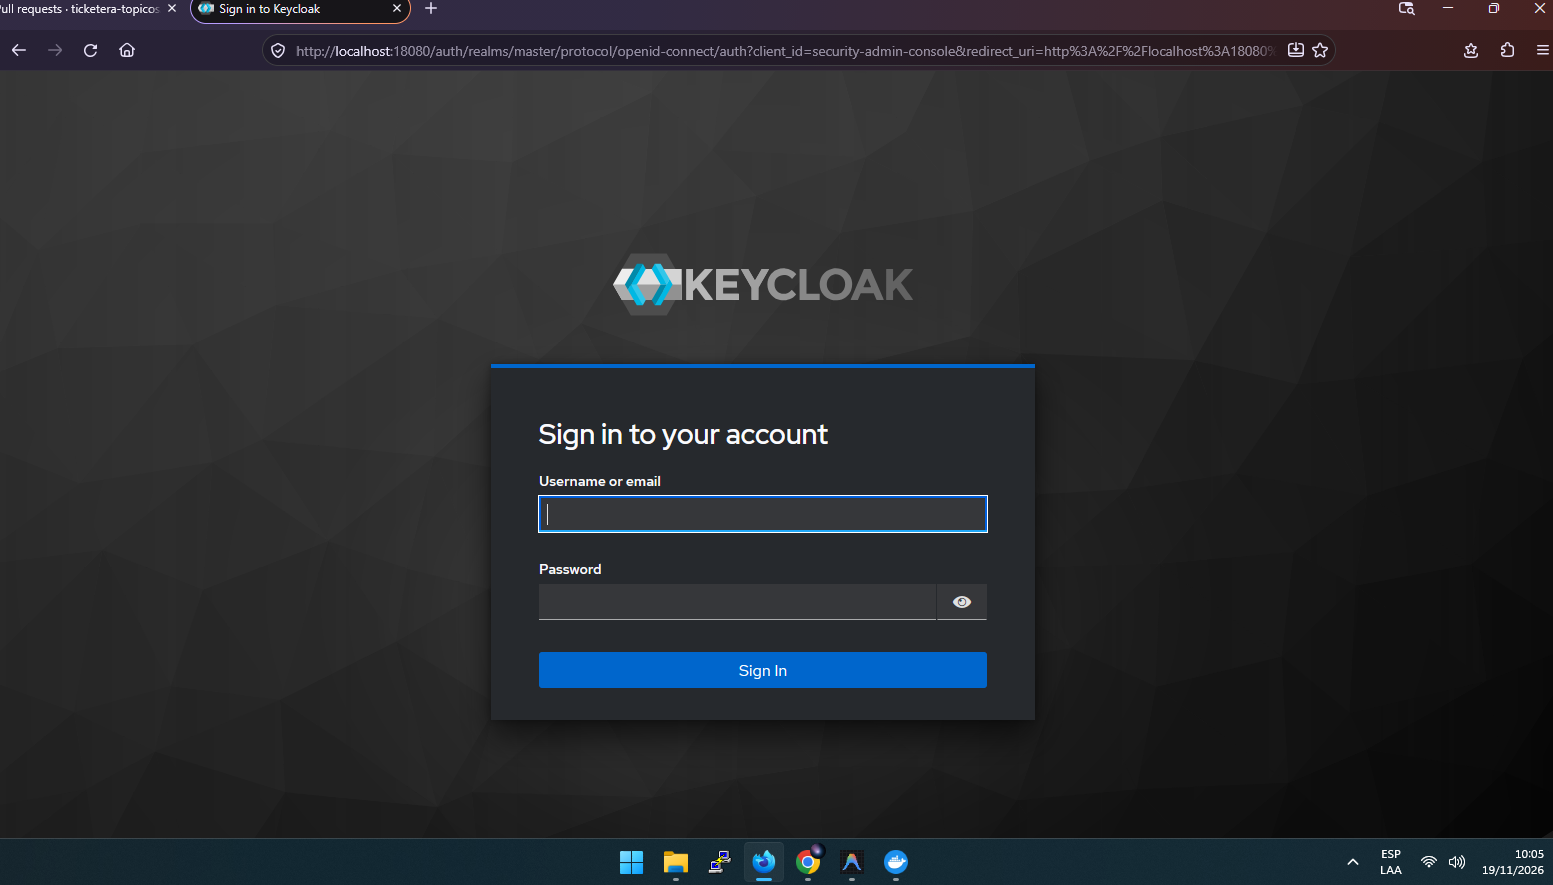 ull requests · ticketera-topicos
Sign in to Keycloak
http://localhost:18080/auth/realms/master/protocol/openid-connect/auth?client_id=security-admin-console&redirect_uri=http%3A%2F%2Flocalhost%3A18080%
KEYCLOAK
Sign in to your account
Username or email
Password
Sign In
ESP
LAA
10:05
19/11/2026